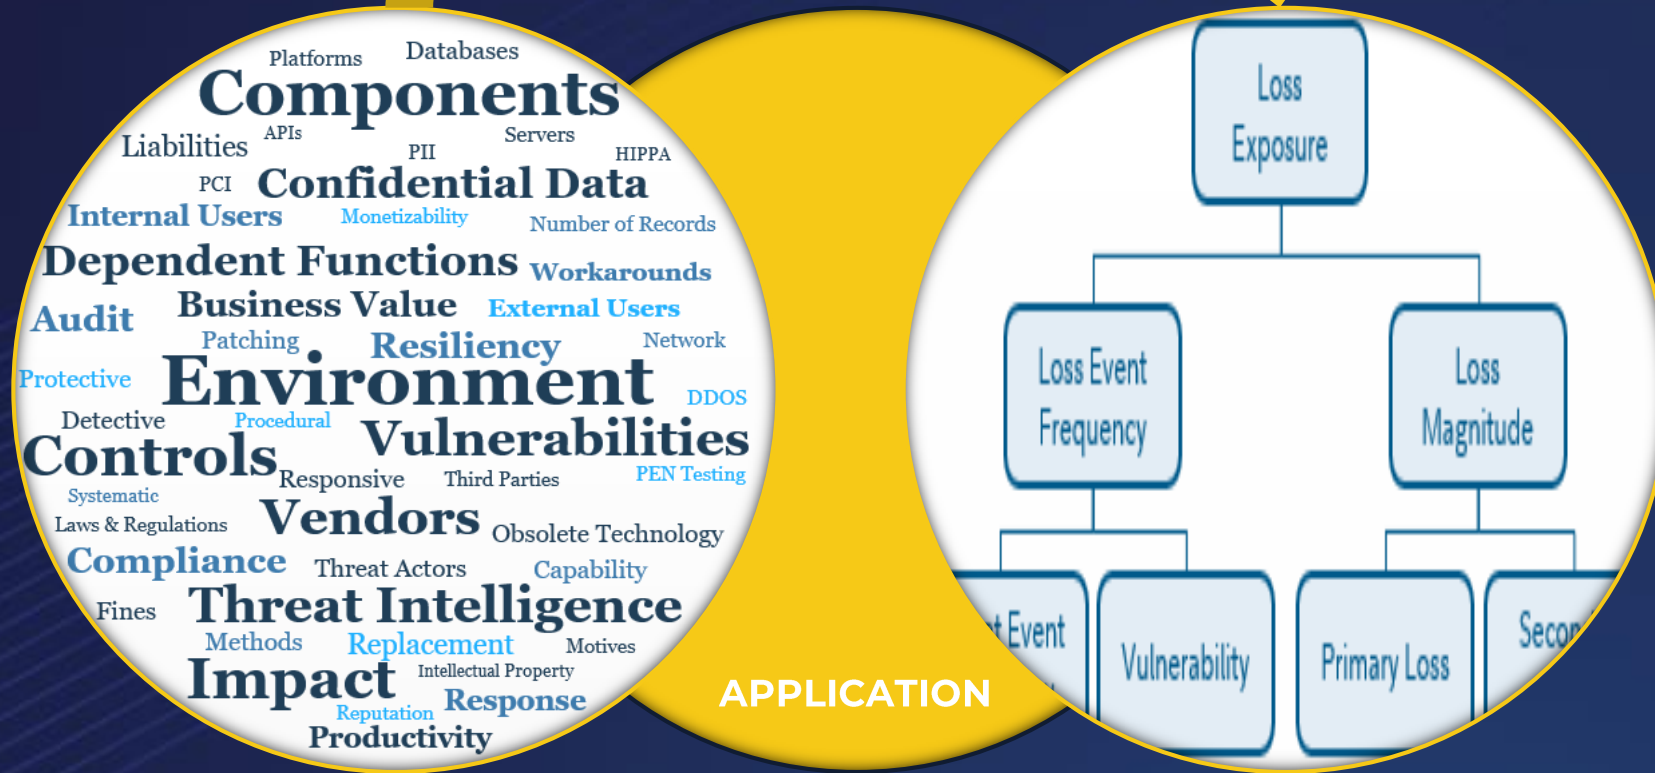 Platforms Databases
Components
Liabilities APIs Servers
PII HIPPA
PCI Confidential Data
Internal Users Monetizability Number of Records
Dependent Functions Workarounds
Audit Business Value External Users
Patching Resiliency Network
Protective Environment DDOS
Detective Procedural
Controls Vulnerabilities
Responsive Third Parties PEN Testing
Systematic
Laws & Regulations Vendors Obsolete Technology
Compliance Threat Actors Capability
Fines Threat Intelligence
Methods Replacement Motives
Impact Intellectual Property
Reputation Response
Productivity
APPLICATION
Loss
Exposure
Loss Event
Frequency
Loss
Magnitude
Event
Vulnerability
Primary Loss